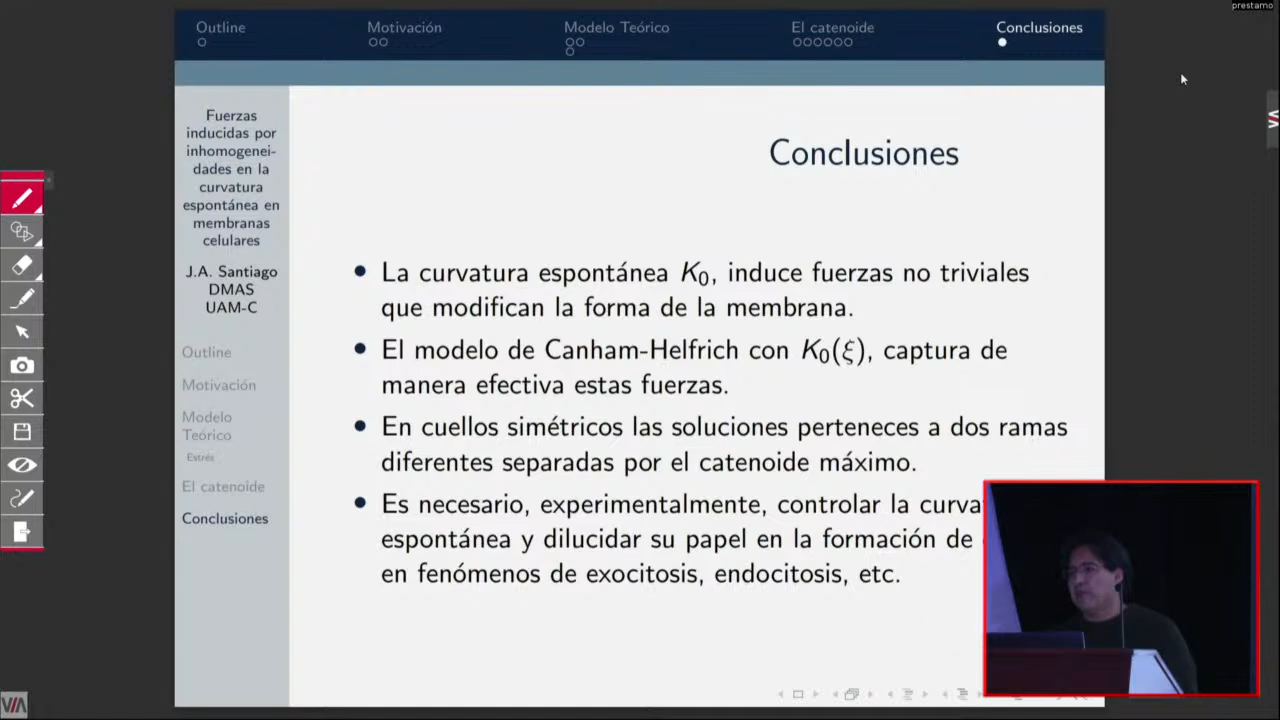 prestamo
Outline
Motivación
Modelo Teórico
El catenoide
Conclusiones
Fuerzas
inducidas por
inhomogenei-
dades en la
curvatura
espontánea en
membranas
celulares
J.A. Santiago
DMAS
UAM-C
Outline
Motivación
Modelo
Teórico
Estrés
El catenoide
Conclusiones
Conclusiones
La curvatura espontánea K₀, induce fuerzas no triviales
que modifican la forma de la membrana.
El modelo de Canham-Helfrich con K₀(ξ), captura de
manera efectiva estas fuerzas.
En cuellos simétricos las soluciones perteneces a dos ramas
diferentes separadas por el catenoide máximo.
Es necesario, experimentalmente, controlar la curva
espontánea y dilucidar su papel en la formación de
en fenómenos de exocitosis, endocitosis, etc.